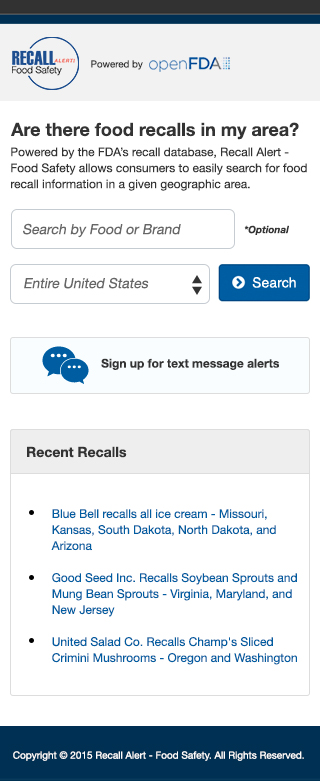 RECALL ALERT!
Food Safety
Powered by openFDA
Are there food recalls in my area?
Powered by the FDA's recall database, Recall Alert -
Food Safety allows consumers to easily search for food
recall information in a given geographic area.
Search by Food or Brand
*Optional
Entire United States
Search
Sign up for text message alerts
Recent Recalls
Blue Bell recalls all ice cream - Missouri,
Kansas, South Dakota, North Dakota, and
Arizona
Good Seed Inc. Recalls Soybean Sprouts and
Mung Bean Sprouts - Virginia, Maryland, and
New Jersey
United Salad Co. Recalls Champ's Sliced
Crimini Mushrooms - Oregon and Washington
Copyright © 2015 Recall Alert - Food Safety. All Rights Reserved.